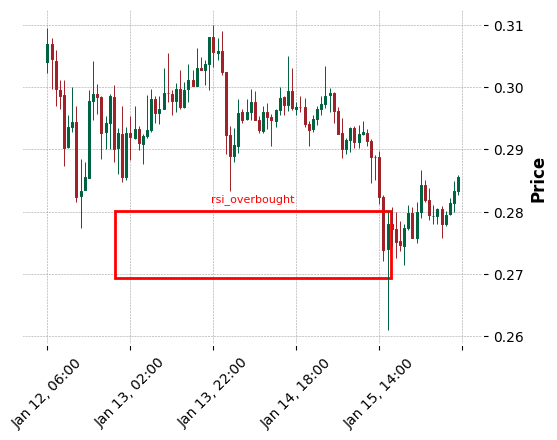 0.31
0.30
0.29
rsi_overbought
0.28
0.27
0.26
Price
Jan 12, 06:00
Jan 13, 02:00
Jan 13, 22:00
Jan 14, 18:00
Jan 15, 14:00